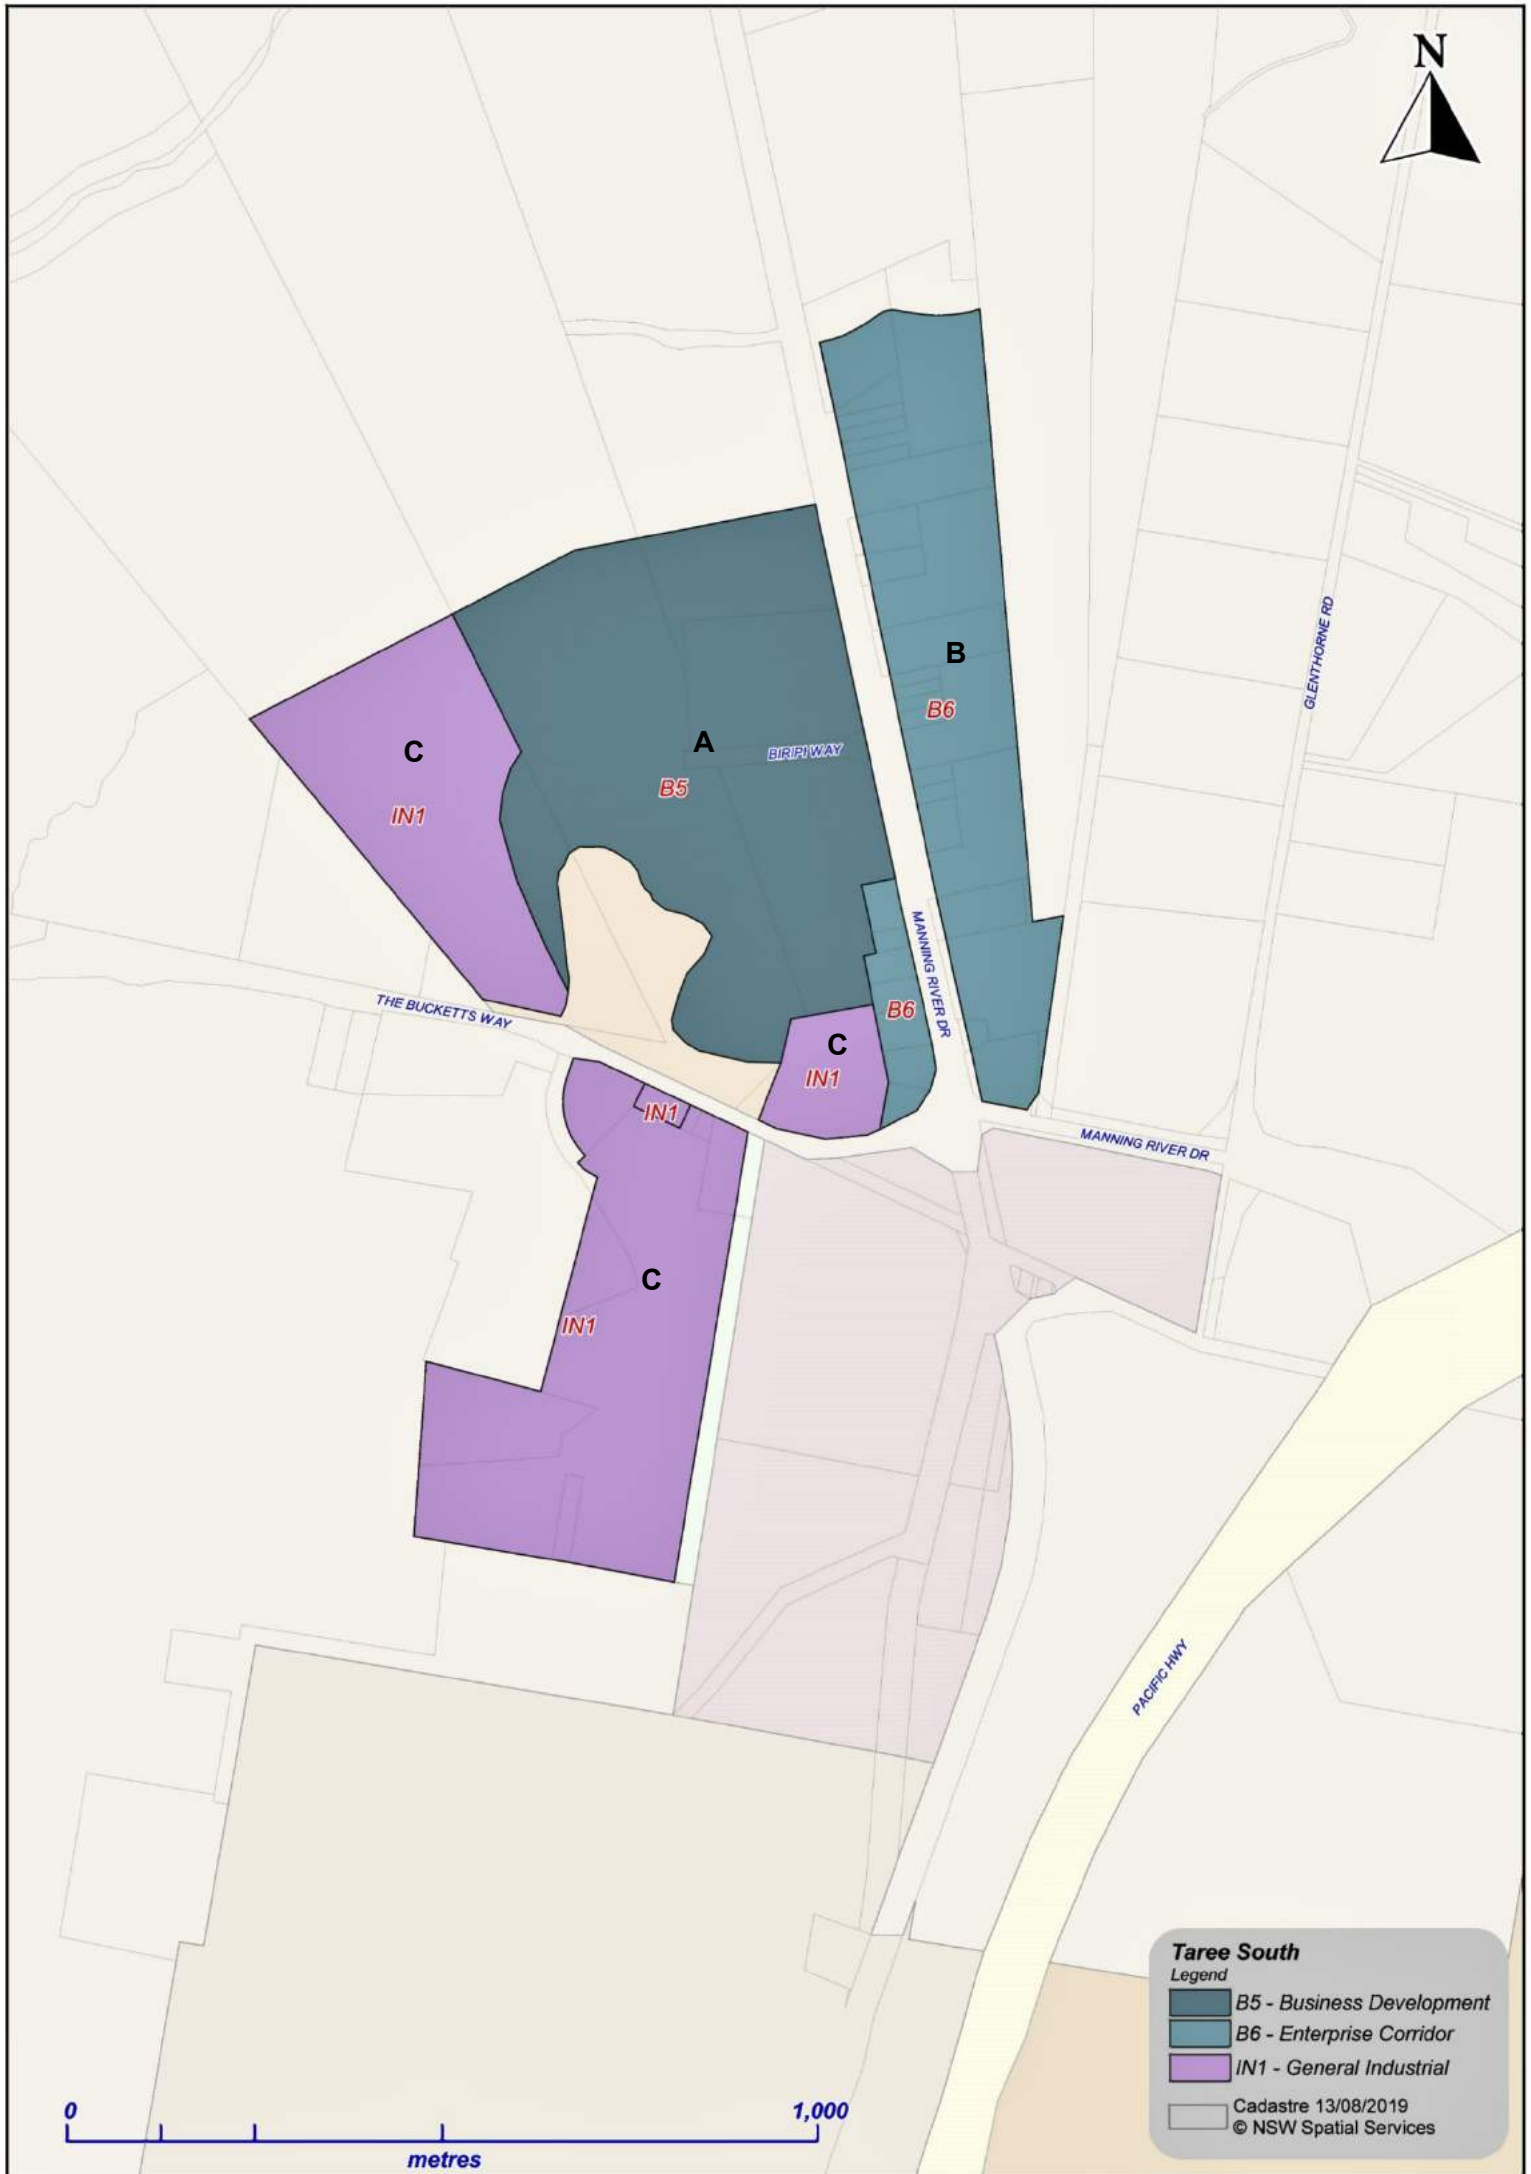 N
B
B6
GLENTHORNE RD
A
BIRIPI WAY
B5
C
IN1
MANNING RIVER DR
THE BUCKETTS WAY
B6
C
IN1
IN1
MANNING RIVER DR
C
IN1
PACIFIC HWY
Taree South
Legend
B5 - Business Development
B6 - Enterprise Corridor
IN1 - General Industrial
Cadastre 13/08/2019
© NSW Spatial Services
0 1,000
metres